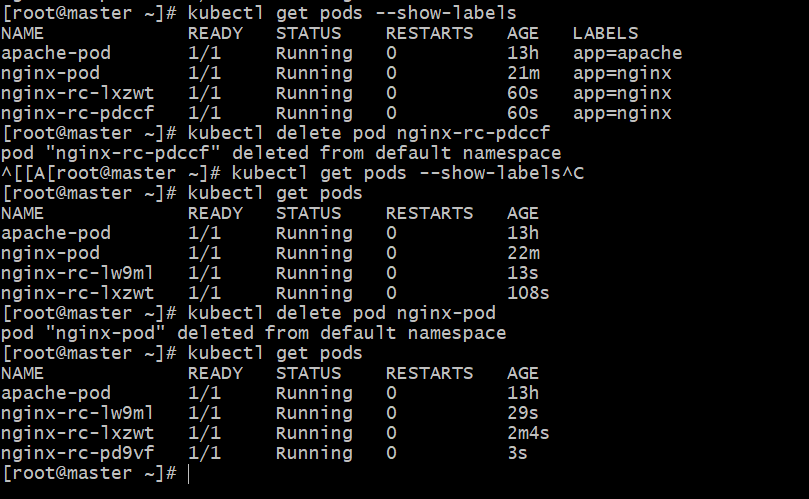 [root@master ~]# kubectl get pods --show-labels
NAME READY STATUS RESTARTS AGE LABELS
apache-pod 1/1 Running 0 13h app=apache
nginx-pod 1/1 Running 0 21m app=nginx
nginx-rc-lxzwt 1/1 Running 0 60s app=nginx
nginx-rc-pdccf 1/1 Running 0 60s app=nginx
[root@master ~]# kubectl delete pod nginx-rc-pdccf
pod "nginx-rc-pdccf" deleted from default namespace
^[[A[root@master ~]# kubectl get pods --show-labels^C
[root@master ~]# kubectl get pods
NAME READY STATUS RESTARTS AGE
apache-pod 1/1 Running 0 13h
nginx-pod 1/1 Running 0 22m
nginx-rc-lw9ml 1/1 Running 0 13s
nginx-rc-lxzwt 1/1 Running 0 108s
[root@master ~]# kubectl delete pod nginx-pod
pod "nginx-pod" deleted from default namespace
[root@master ~]# kubectl get pods
NAME READY STATUS RESTARTS AGE
apache-pod 1/1 Running 0 13h
nginx-rc-lw9ml 1/1 Running 0 29s
nginx-rc-lxzwt 1/1 Running 0 2m4s
nginx-rc-pd9vf 1/1 Running 0 3s
[root@master ~]#